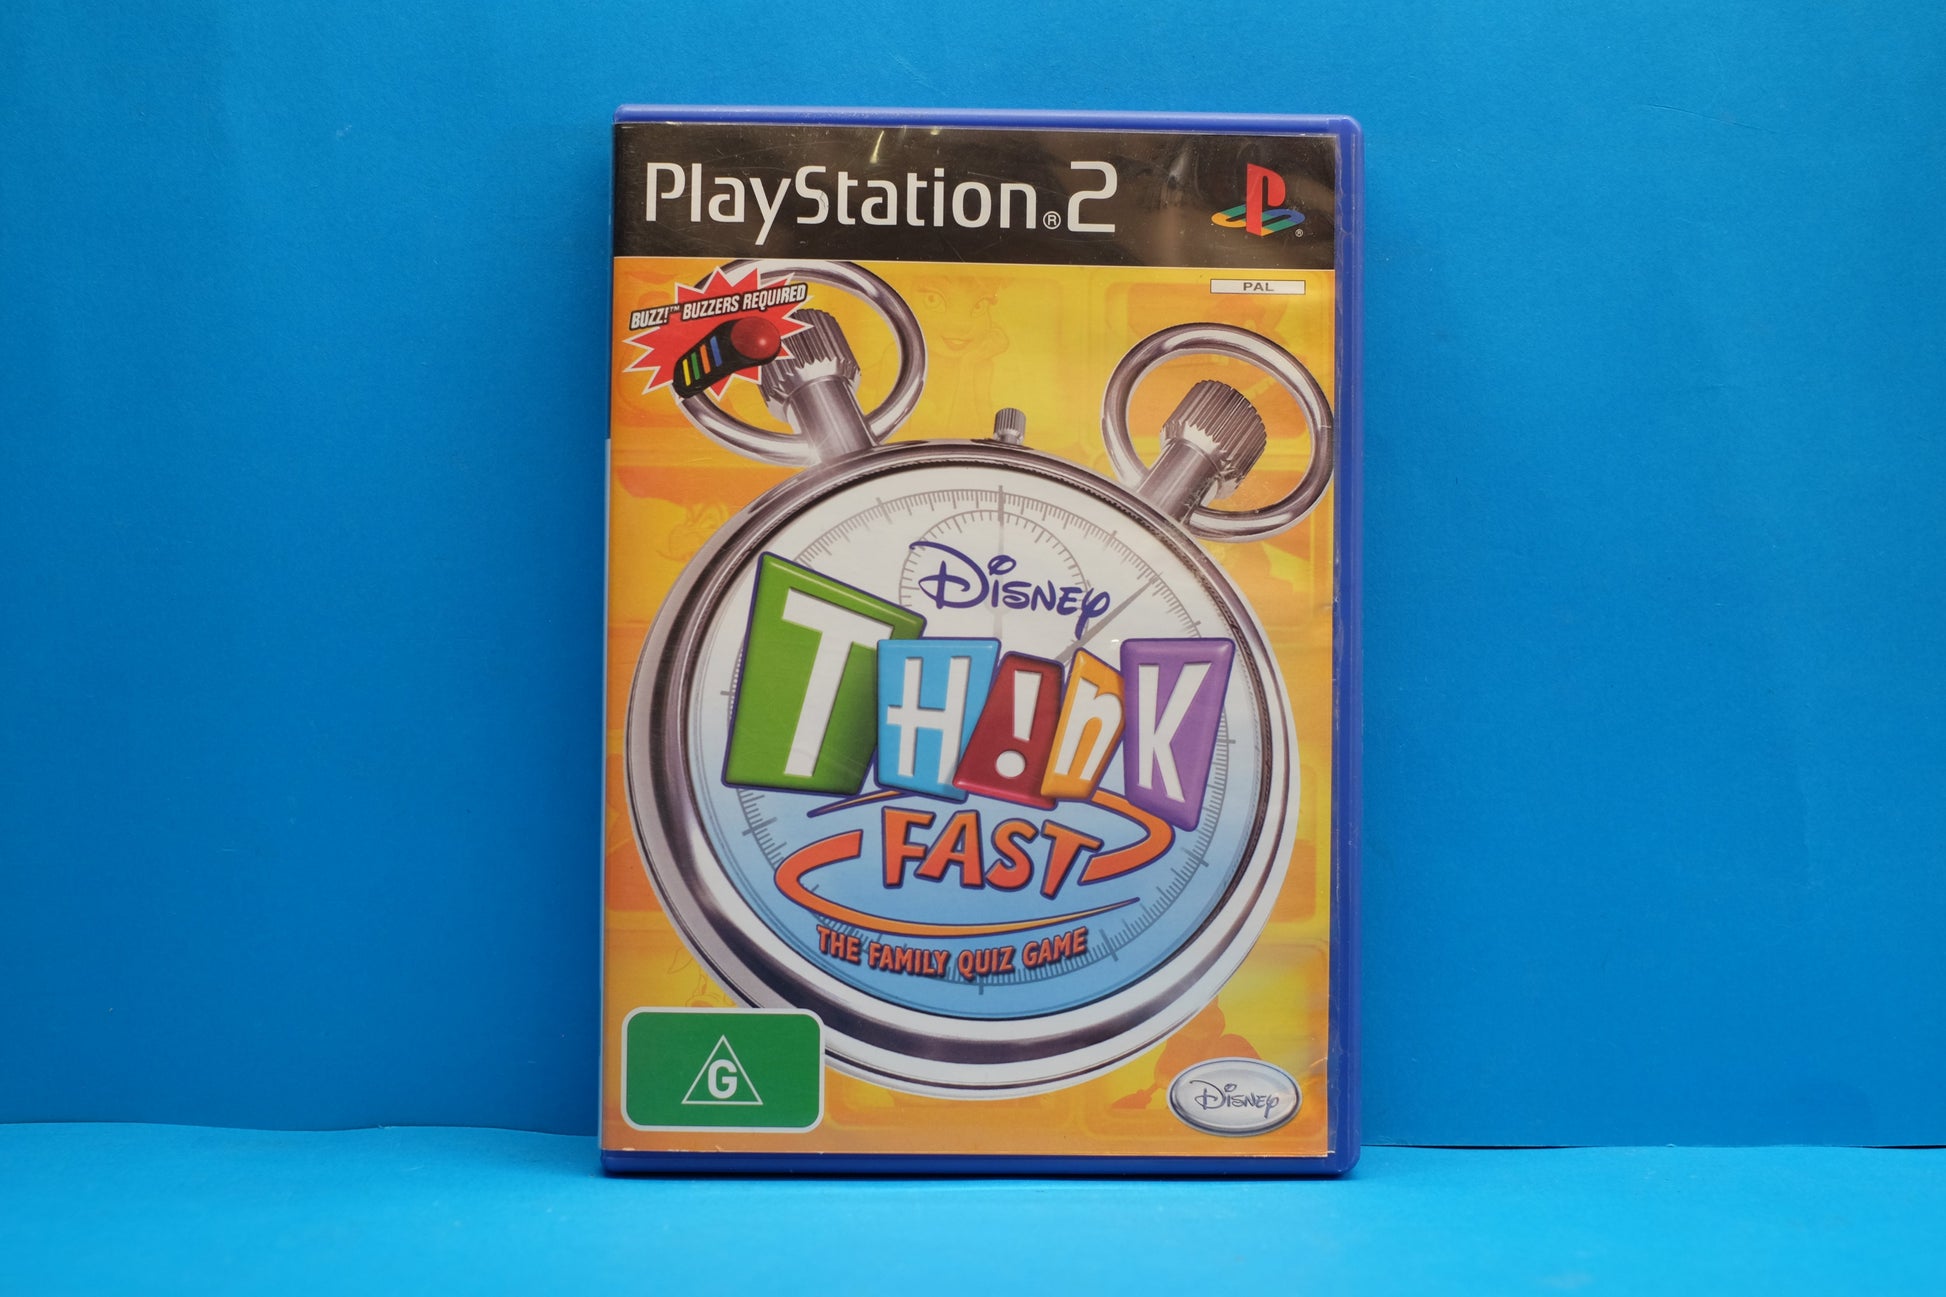 PlayStation®2
PAL
BUZZ!™ BUZZERS REQUIRED
Disney
TH!nK
FAST
THE FAMILY QUIZ GAME
G
Disney